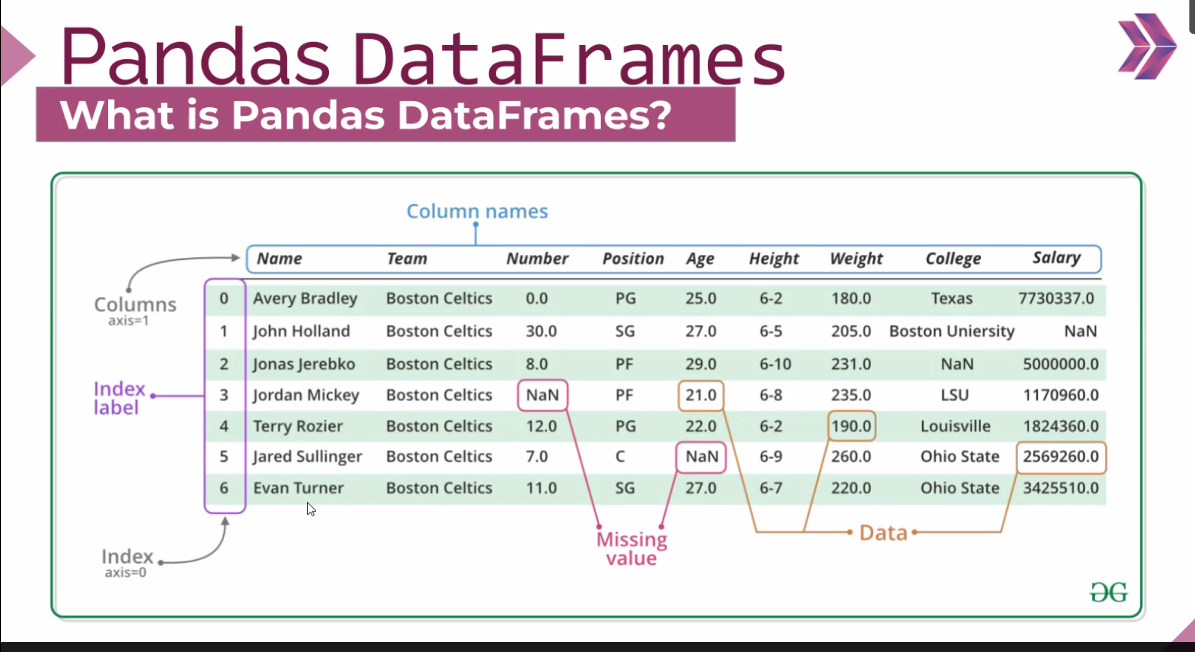 Pandas DataFrames
What is Pandas DataFrames?
Column names
Name Team Number Position Age Height Weight College Salary
Columns
axis=1
0 Avery Bradley Boston Celtics 0.0 PG 25.0 6-2 180.0 Texas 7730337.0
1 John Holland Boston Celtics 30.0 SG 27.0 6-5 205.0 Boston Uniersity NaN
2 Jonas Jerebko Boston Celtics 8.0 PF 29.0 6-10 231.0 NaN 5000000.0
Index
label
3 Jordan Mickey Boston Celtics NaN PF 21.0 6-8 235.0 LSU 1170960.0
4 Terry Rozier Boston Celtics 12.0 PG 22.0 6-2 190.0 Louisville 1824360.0
5 Jared Sullinger Boston Celtics 7.0 C NaN 6-9 260.0 Ohio State 2569260.0
6 Evan Turner Boston Celtics 11.0 SG 27.0 6-7 220.0 Ohio State 3425510.0
Missing
value
Data
Index
axis=0